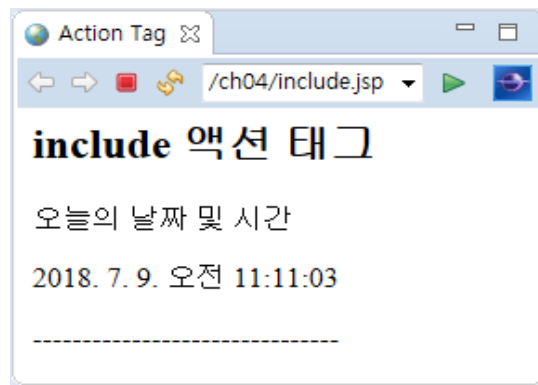 Action Tag
/ch04/include.jsp
include 액션 태그
오늘의 날짜 및 시간
2018. 7. 9. 오전 11:11:03
-------------------------------